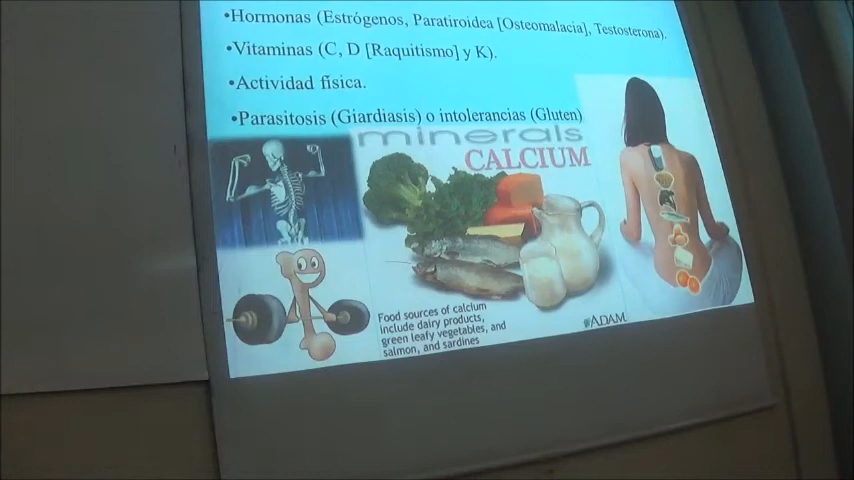 •Hormonas (Estrógenos, Paratiroidea [Osteomalacia], Testosterona).
•Vitaminas (C, D [Raquitismo] y K).
•Actividad física.
•Parasitosis (Giardiasis) o intolerancias (Gluten)
minerals
CALCIUM
Food sources of calcium
include dairy products,
green leafy vegetables, and
salmon, and sardines
ADAM